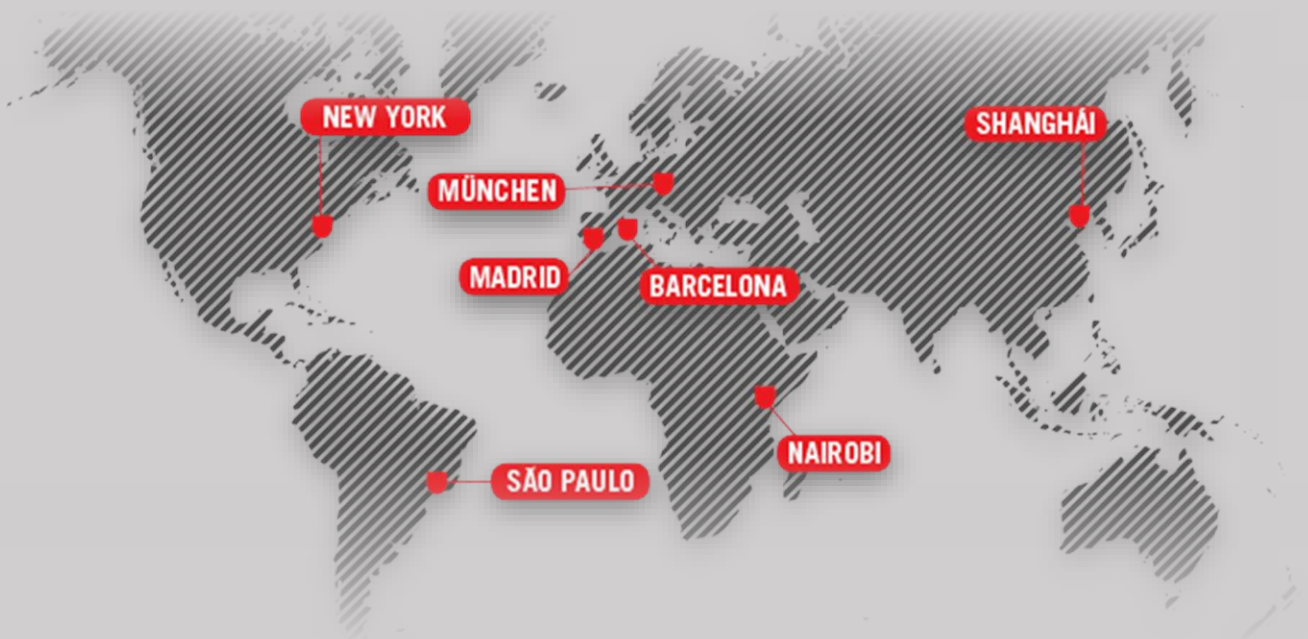 NEW YORK
SHANGHÁI
MÜNCHEN
MADRID
BARCELONA
NAIROBI
SÃO PAULO